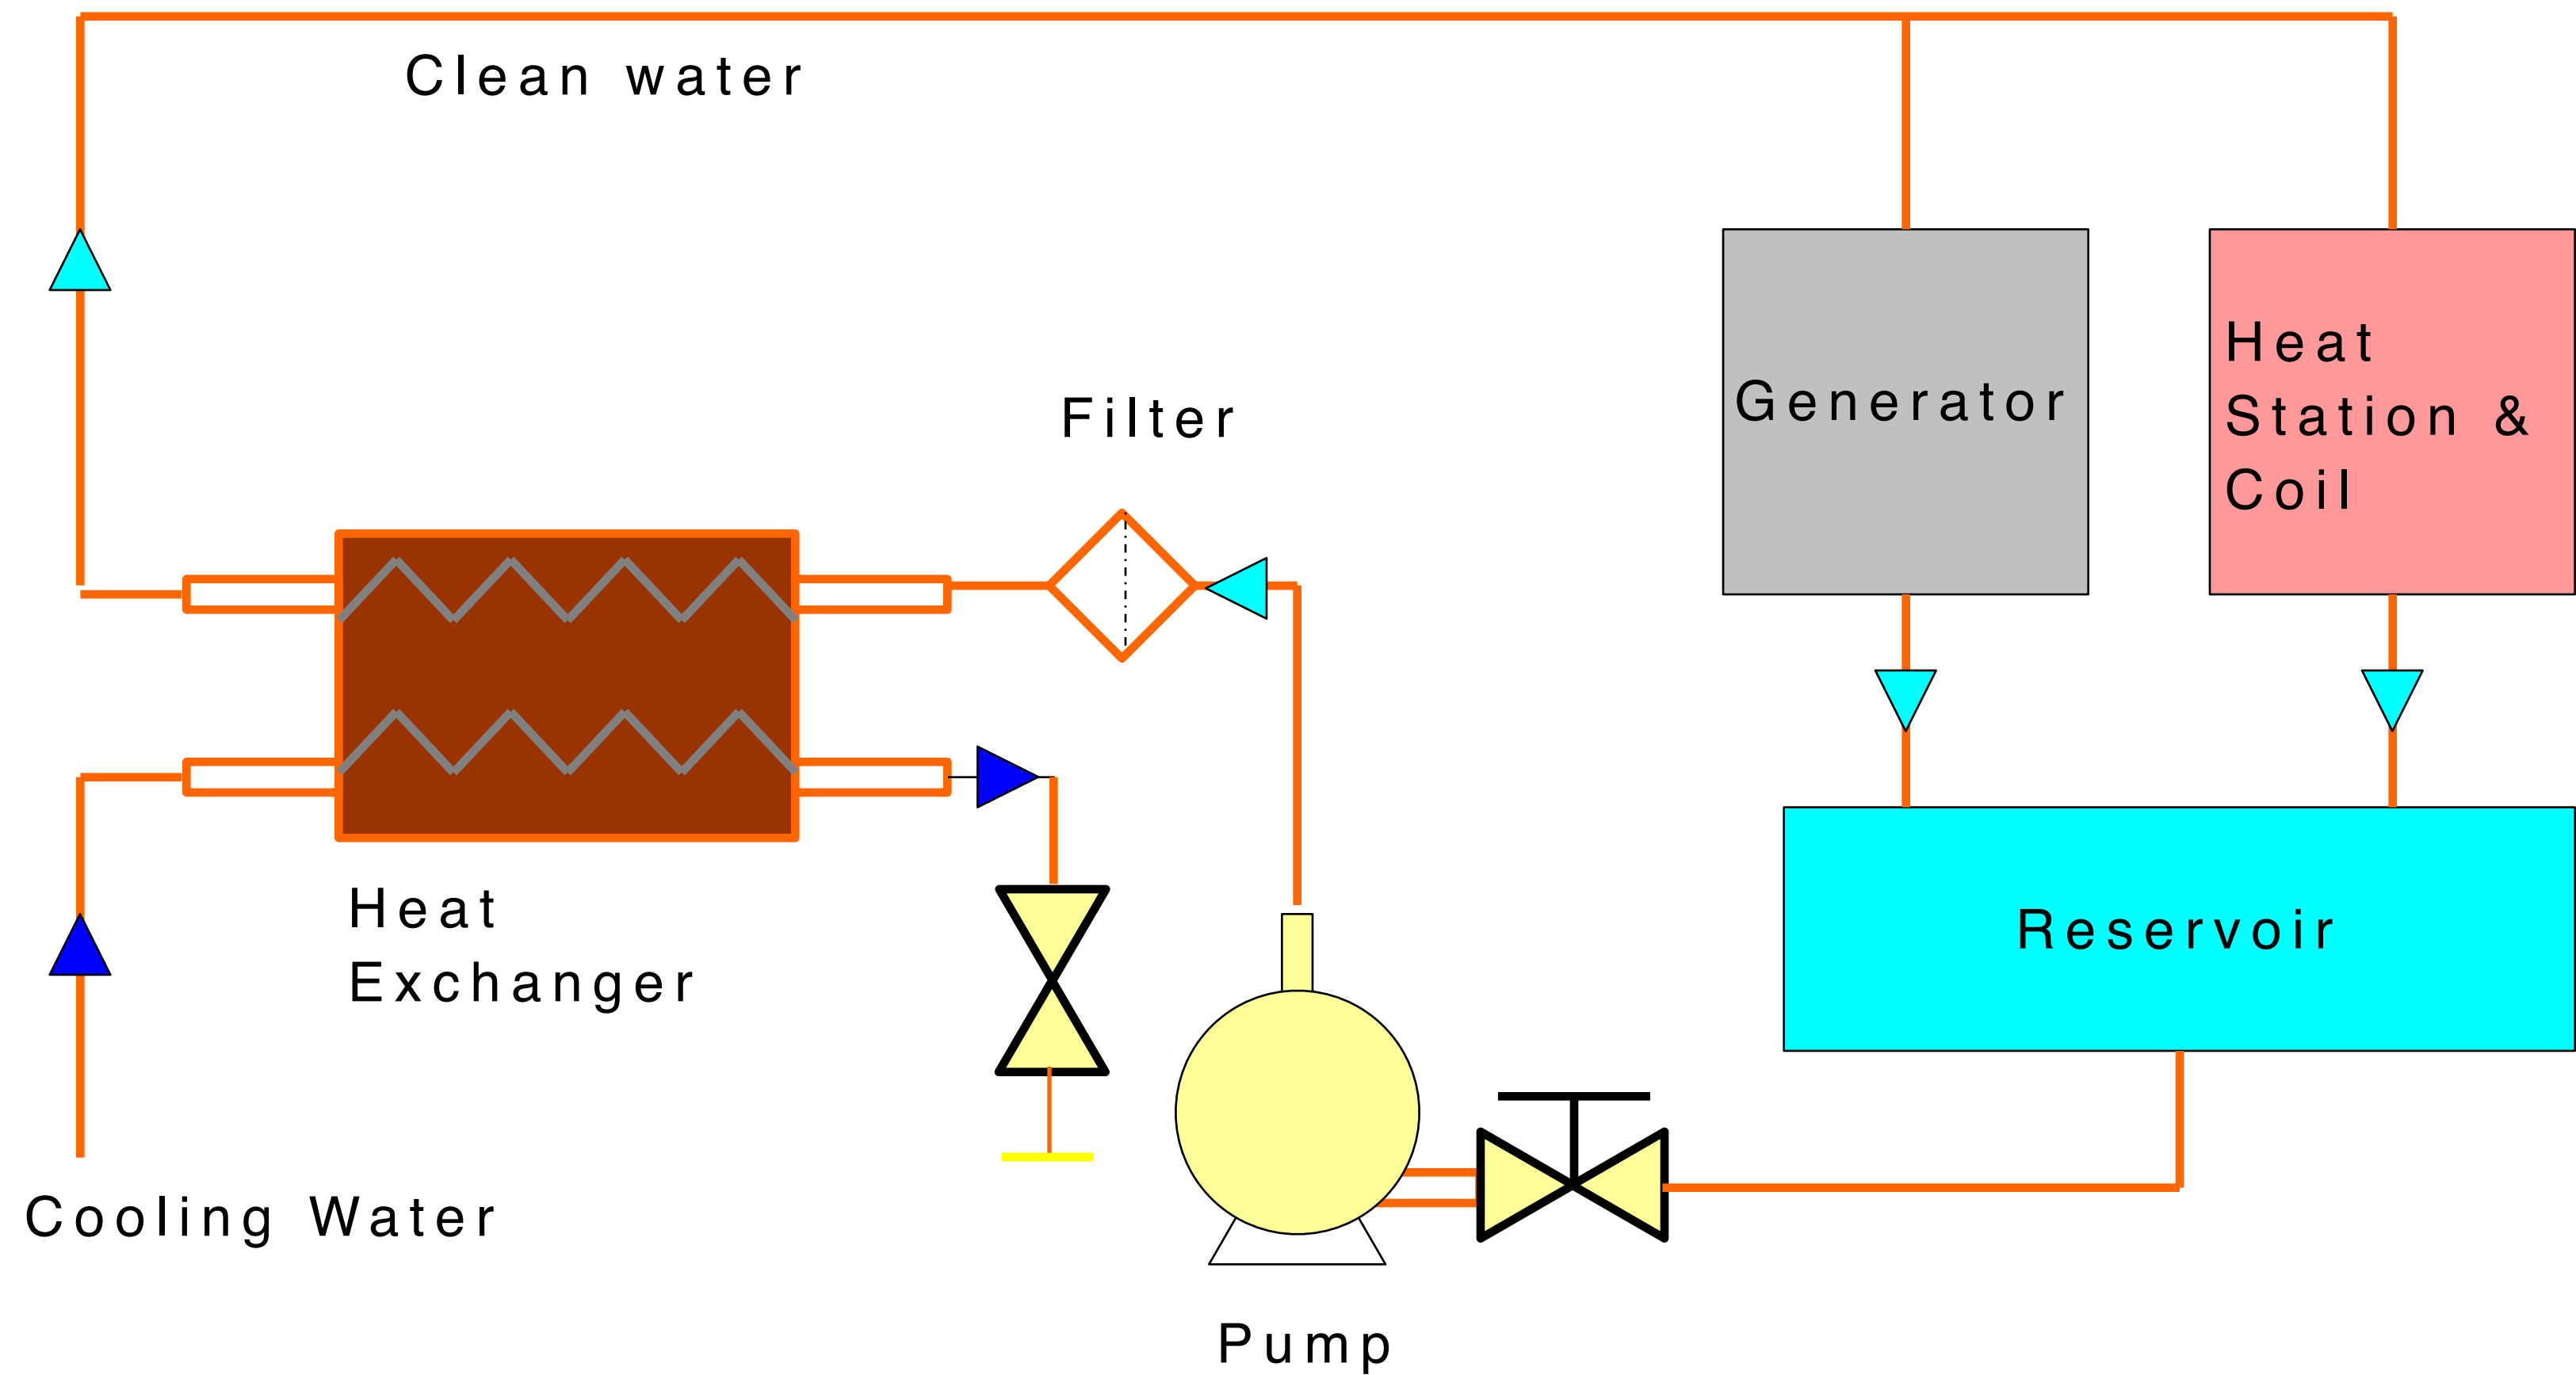 Clean water
Filter
Generator
Heat
Station &
Coil
Heat
Exchanger
Reservoir
Cooling Water
Pump